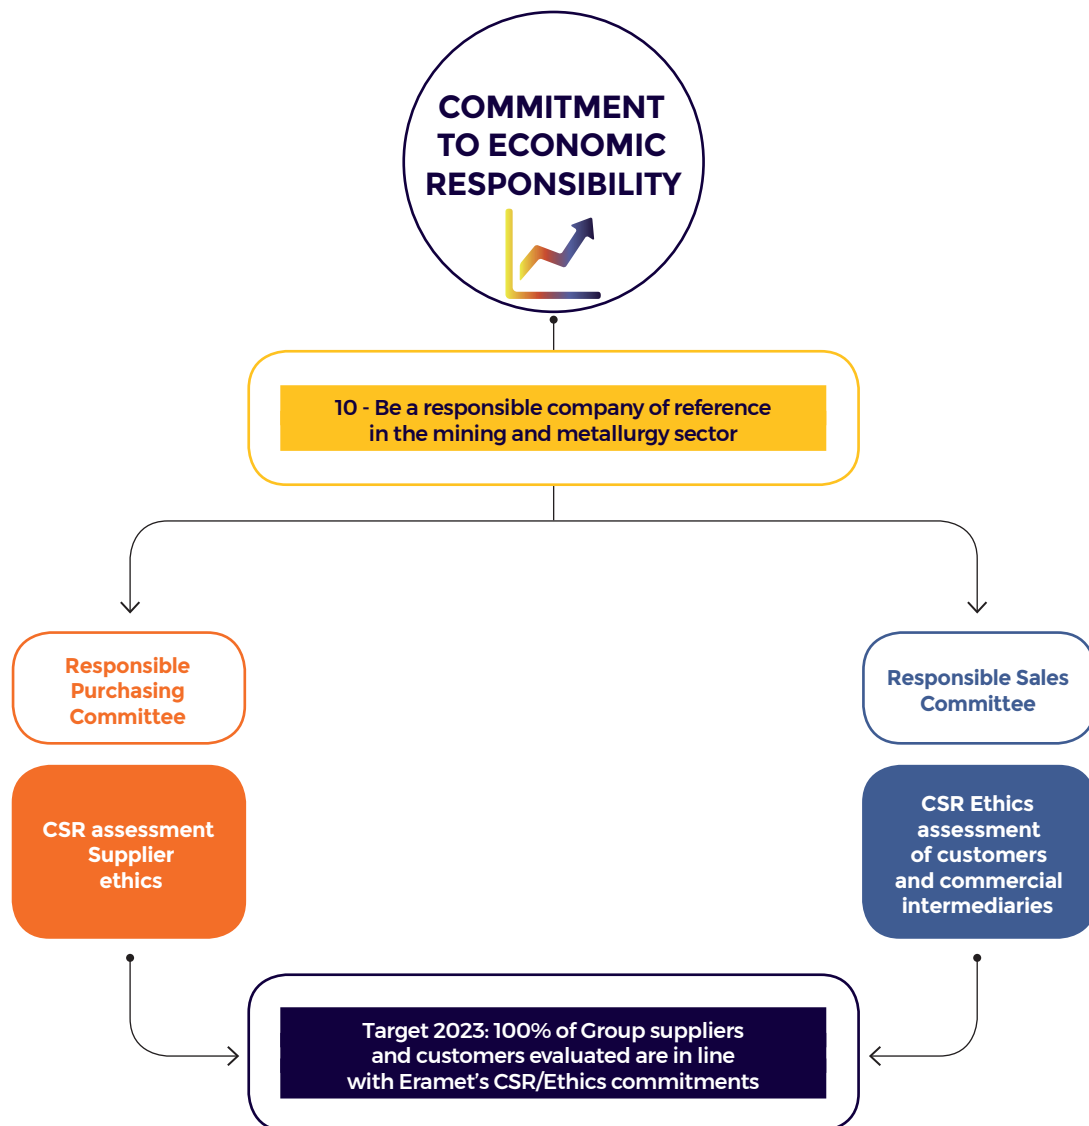 COMMITMENT
TO ECONOMIC
RESPONSIBILITY
10 - Be a responsible company of reference
in the mining and metallurgy sector
Responsible
Purchasing
Committee
Responsible Sales
Committee
CSR assessment
Supplier
ethics
CSR Ethics
assessment
of customers
and commercial
intermediaries
Target 2023: 100% of Group suppliers
and customers evaluated are in line
with Eramet’s CSR/Ethics commitments